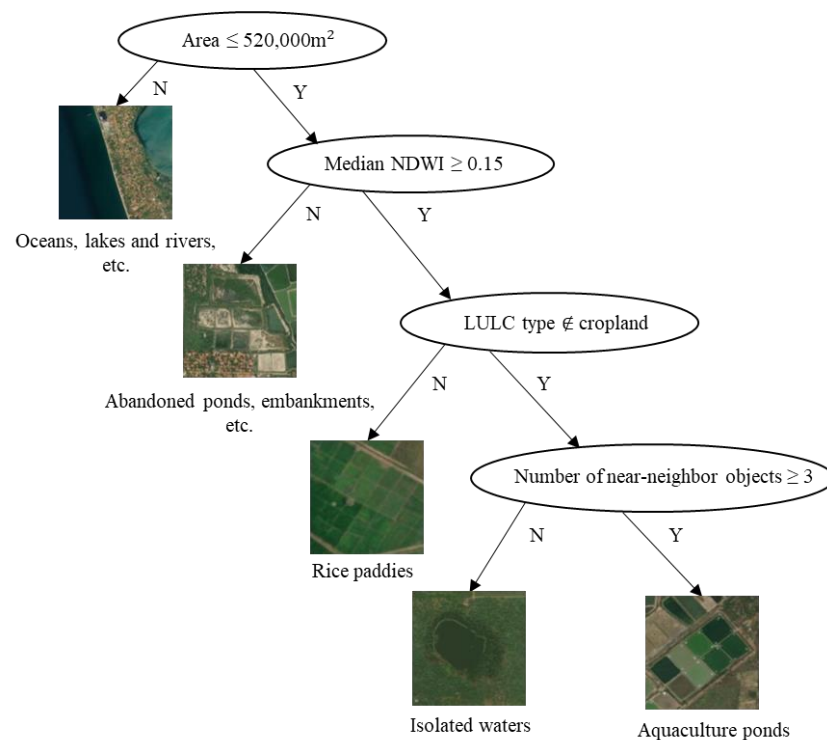 Area ≤ 520,000m²
N
Y
Median NDWI ≥ 0.15
Oceans, lakes and rivers,
etc.
N
Y
LULC type ∉ cropland
Abandoned ponds, embankments,
etc.
N
Y
Number of near-neighbor objects ≥ 3
Rice paddies
N
Y
Isolated waters
Aquaculture ponds